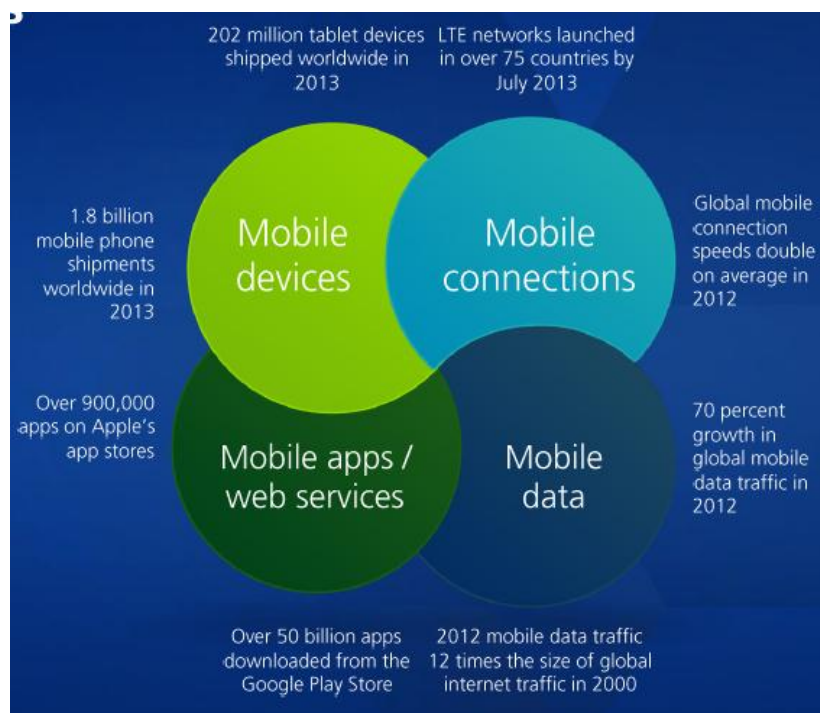 202 million tablet devices
shipped worldwide in
2013
LTE networks launched
in over 75 countries by
July 2013
1.8 billion
mobile phone
shipments
worldwide in
2013
Mobile
devices
Mobile
connections
Global mobile
connection
speeds double
on average in
2012
Over 900,000
apps on Apple's
app stores
Mobile apps /
web services
Mobile
data
70 percent
growth in
global mobile
data traffic in
2012
Over 50 billion apps
downloaded from the
Google Play Store
2012 mobile data traffic
12 times the size of global
internet traffic in 2000